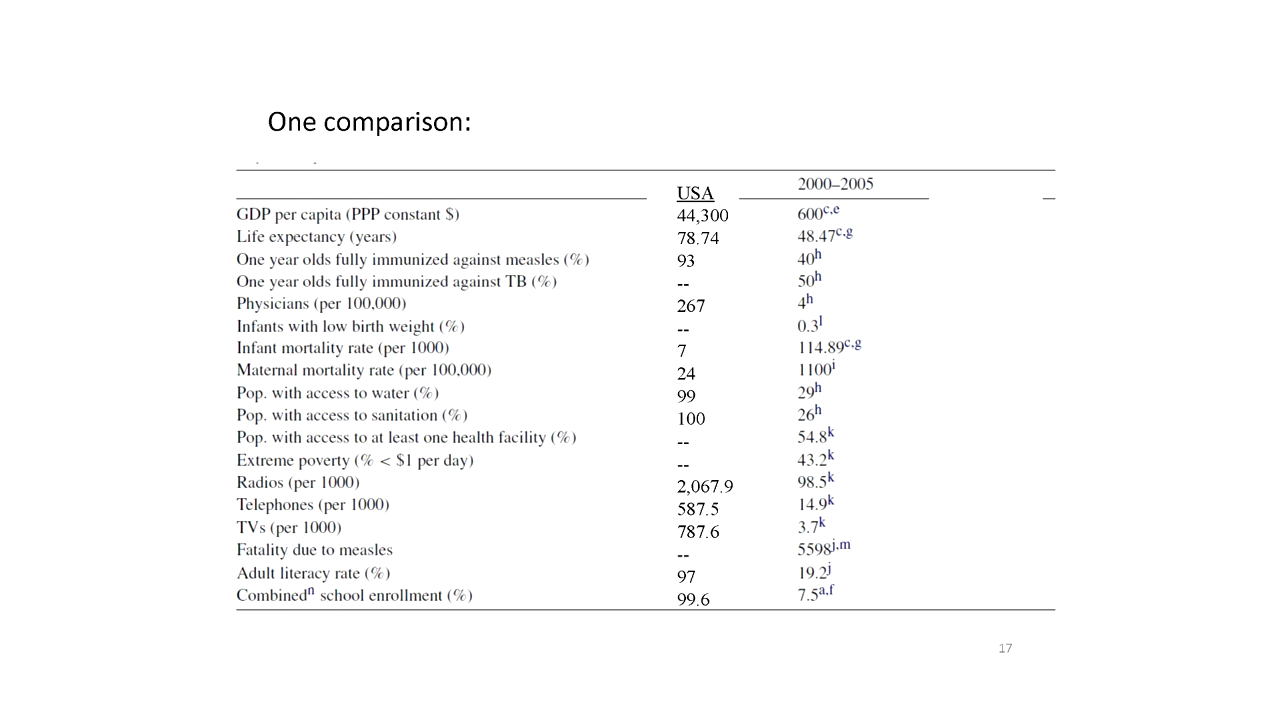 One comparison:
USA 2000–2005
GDP per capita (PPP constant $) 44,300 600c,e
Life expectancy (years) 78.74 48.47c,g
One year olds fully immunized against measles (%) 93 40h
One year olds fully immunized against TB (%) -- 50h
Physicians (per 100,000) 267 4h
Infants with low birth weight (%) -- 0.3l
Infant mortality rate (per 1000) 7 114.89c,g
Maternal mortality rate (per 100,000) 24 1100i
Pop. with access to water (%) 99 29h
Pop. with access to sanitation (%) 100 26h
Pop. with access to at least one health facility (%) -- 54.8k
Extreme poverty (% < $1 per day) -- 43.2k
Radios (per 1000) 2,067.9 98.5k
Telephones (per 1000) 587.5 14.9k
TVs (per 1000) 787.6 3.7k
Fatality due to measles -- 5598j,m
Adult literacy rate (%) 97 19.2j
Combinedn school enrollment (%) 99.6 7.5a,f
17